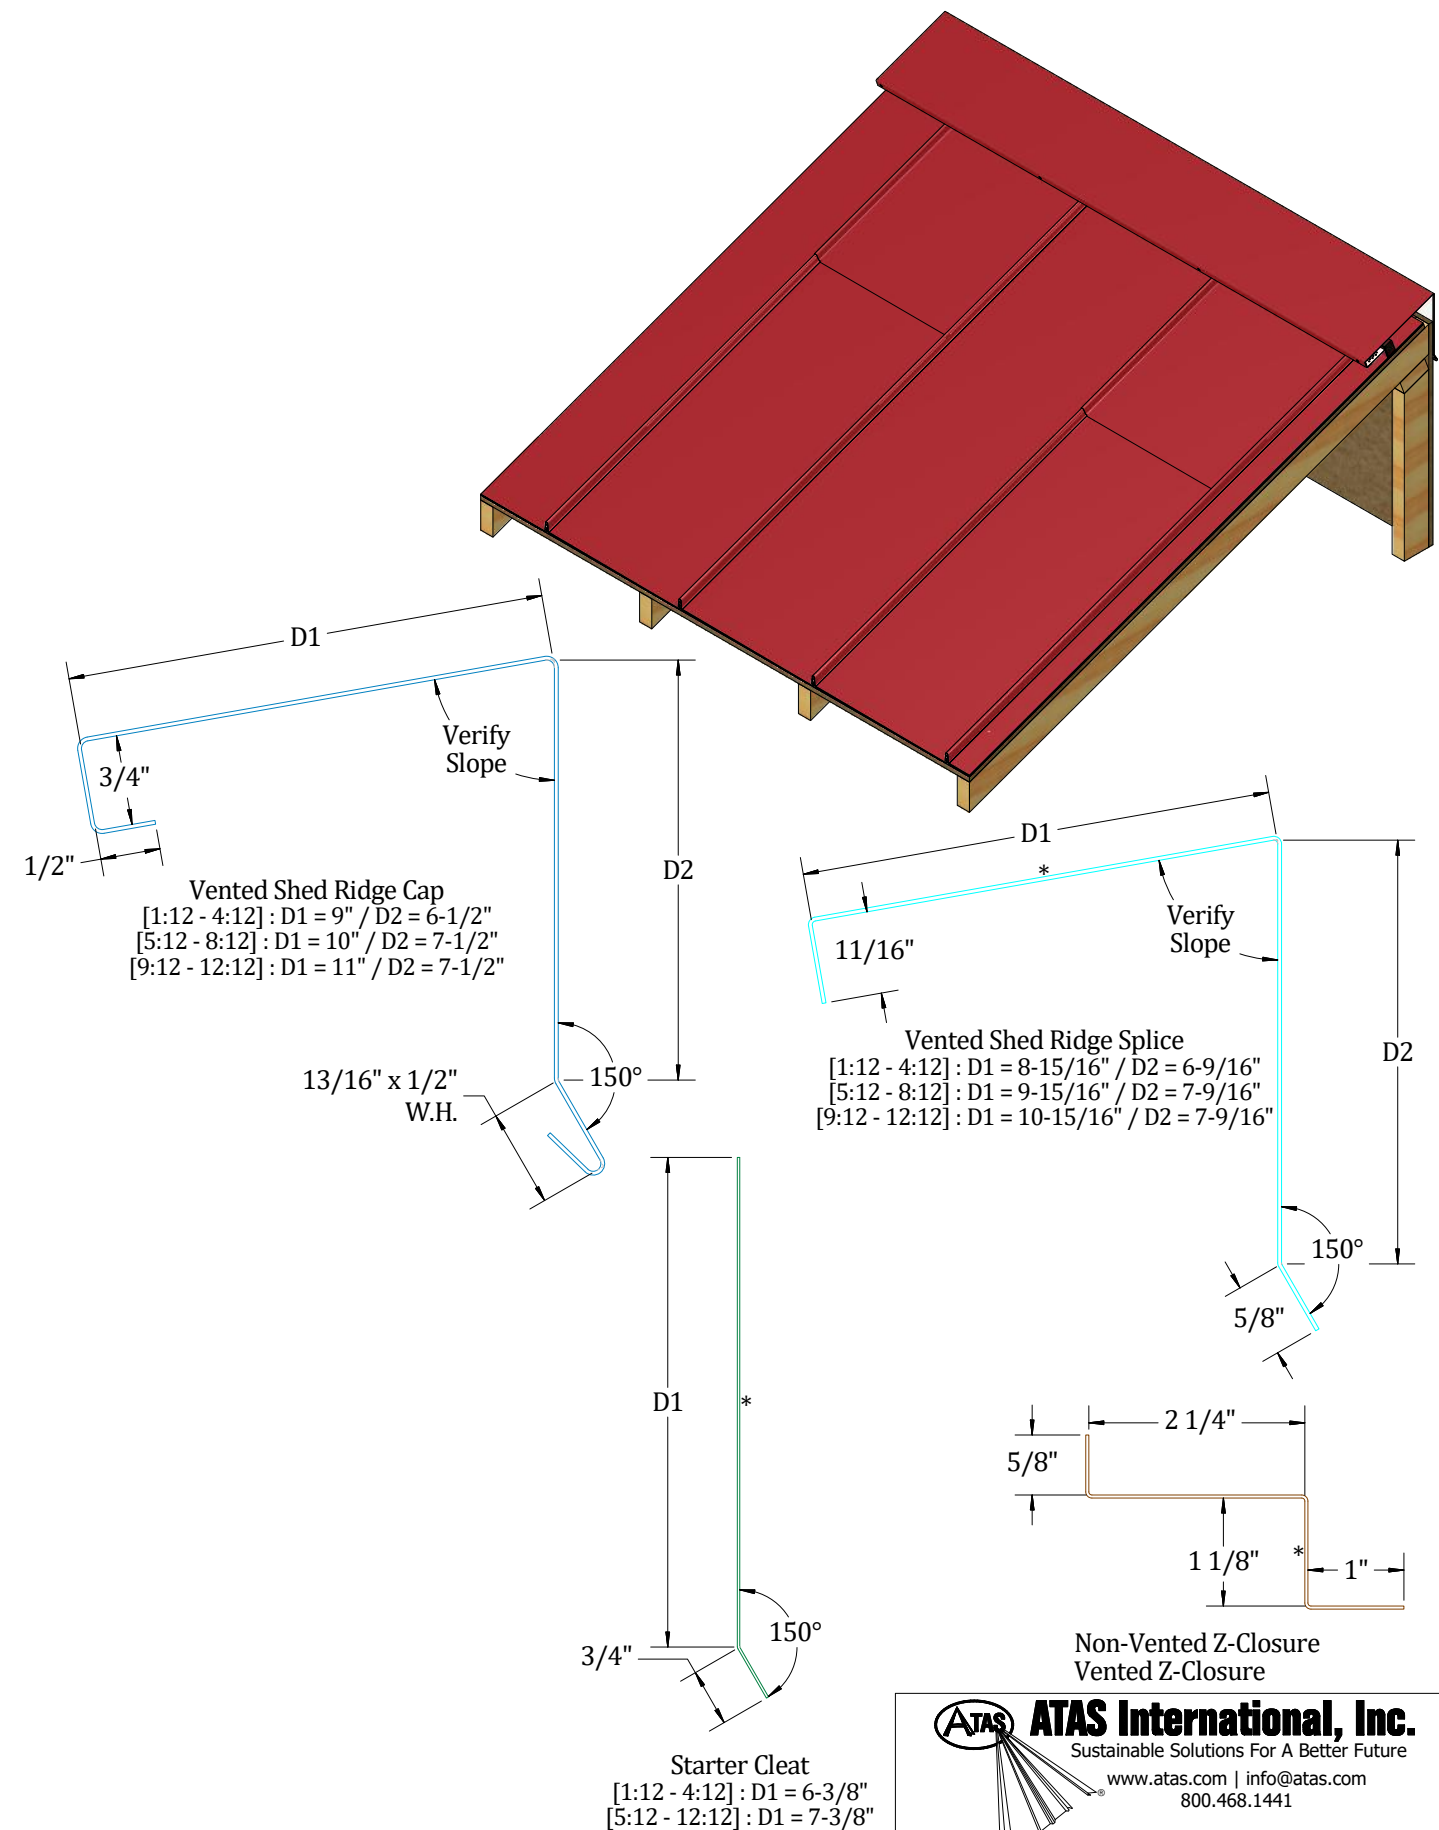 D1
Verify
Slope
3/4"
1/2"
D2
Vented Shed Ridge Cap
[1:12 - 4:12] : D1 = 9" / D2 = 6-1/2"
[5:12 - 8:12] : D1 = 10" / D2 = 7-1/2"
[9:12 - 12:12] : D1 = 11" / D2 = 7-1/2"
13/16" x 1/2"
W.H.
150°
D1
*
Verify
Slope
11/16"
Vented Shed Ridge Splice
[1:12 - 4:12] : D1 = 8-15/16" / D2 = 6-9/16"
[5:12 - 8:12] : D1 = 9-15/16" / D2 = 7-9/16"
[9:12 - 12:12] : D1 = 10-15/16" / D2 = 7-9/16"
D2
150°
5/8"
D1
*
150°
3/4"
Starter Cleat
[1:12 - 4:12] : D1 = 6-3/8"
[5:12 - 12:12] : D1 = 7-3/8"
2 1/4"
5/8"
1 1/8"
*
1"
Non-Vented Z-Closure
Vented Z-Closure
ATAS
®
ATAS International, Inc.
Sustainable Solutions For A Better Future
www.atas.com | info@atas.com
800.468.1441